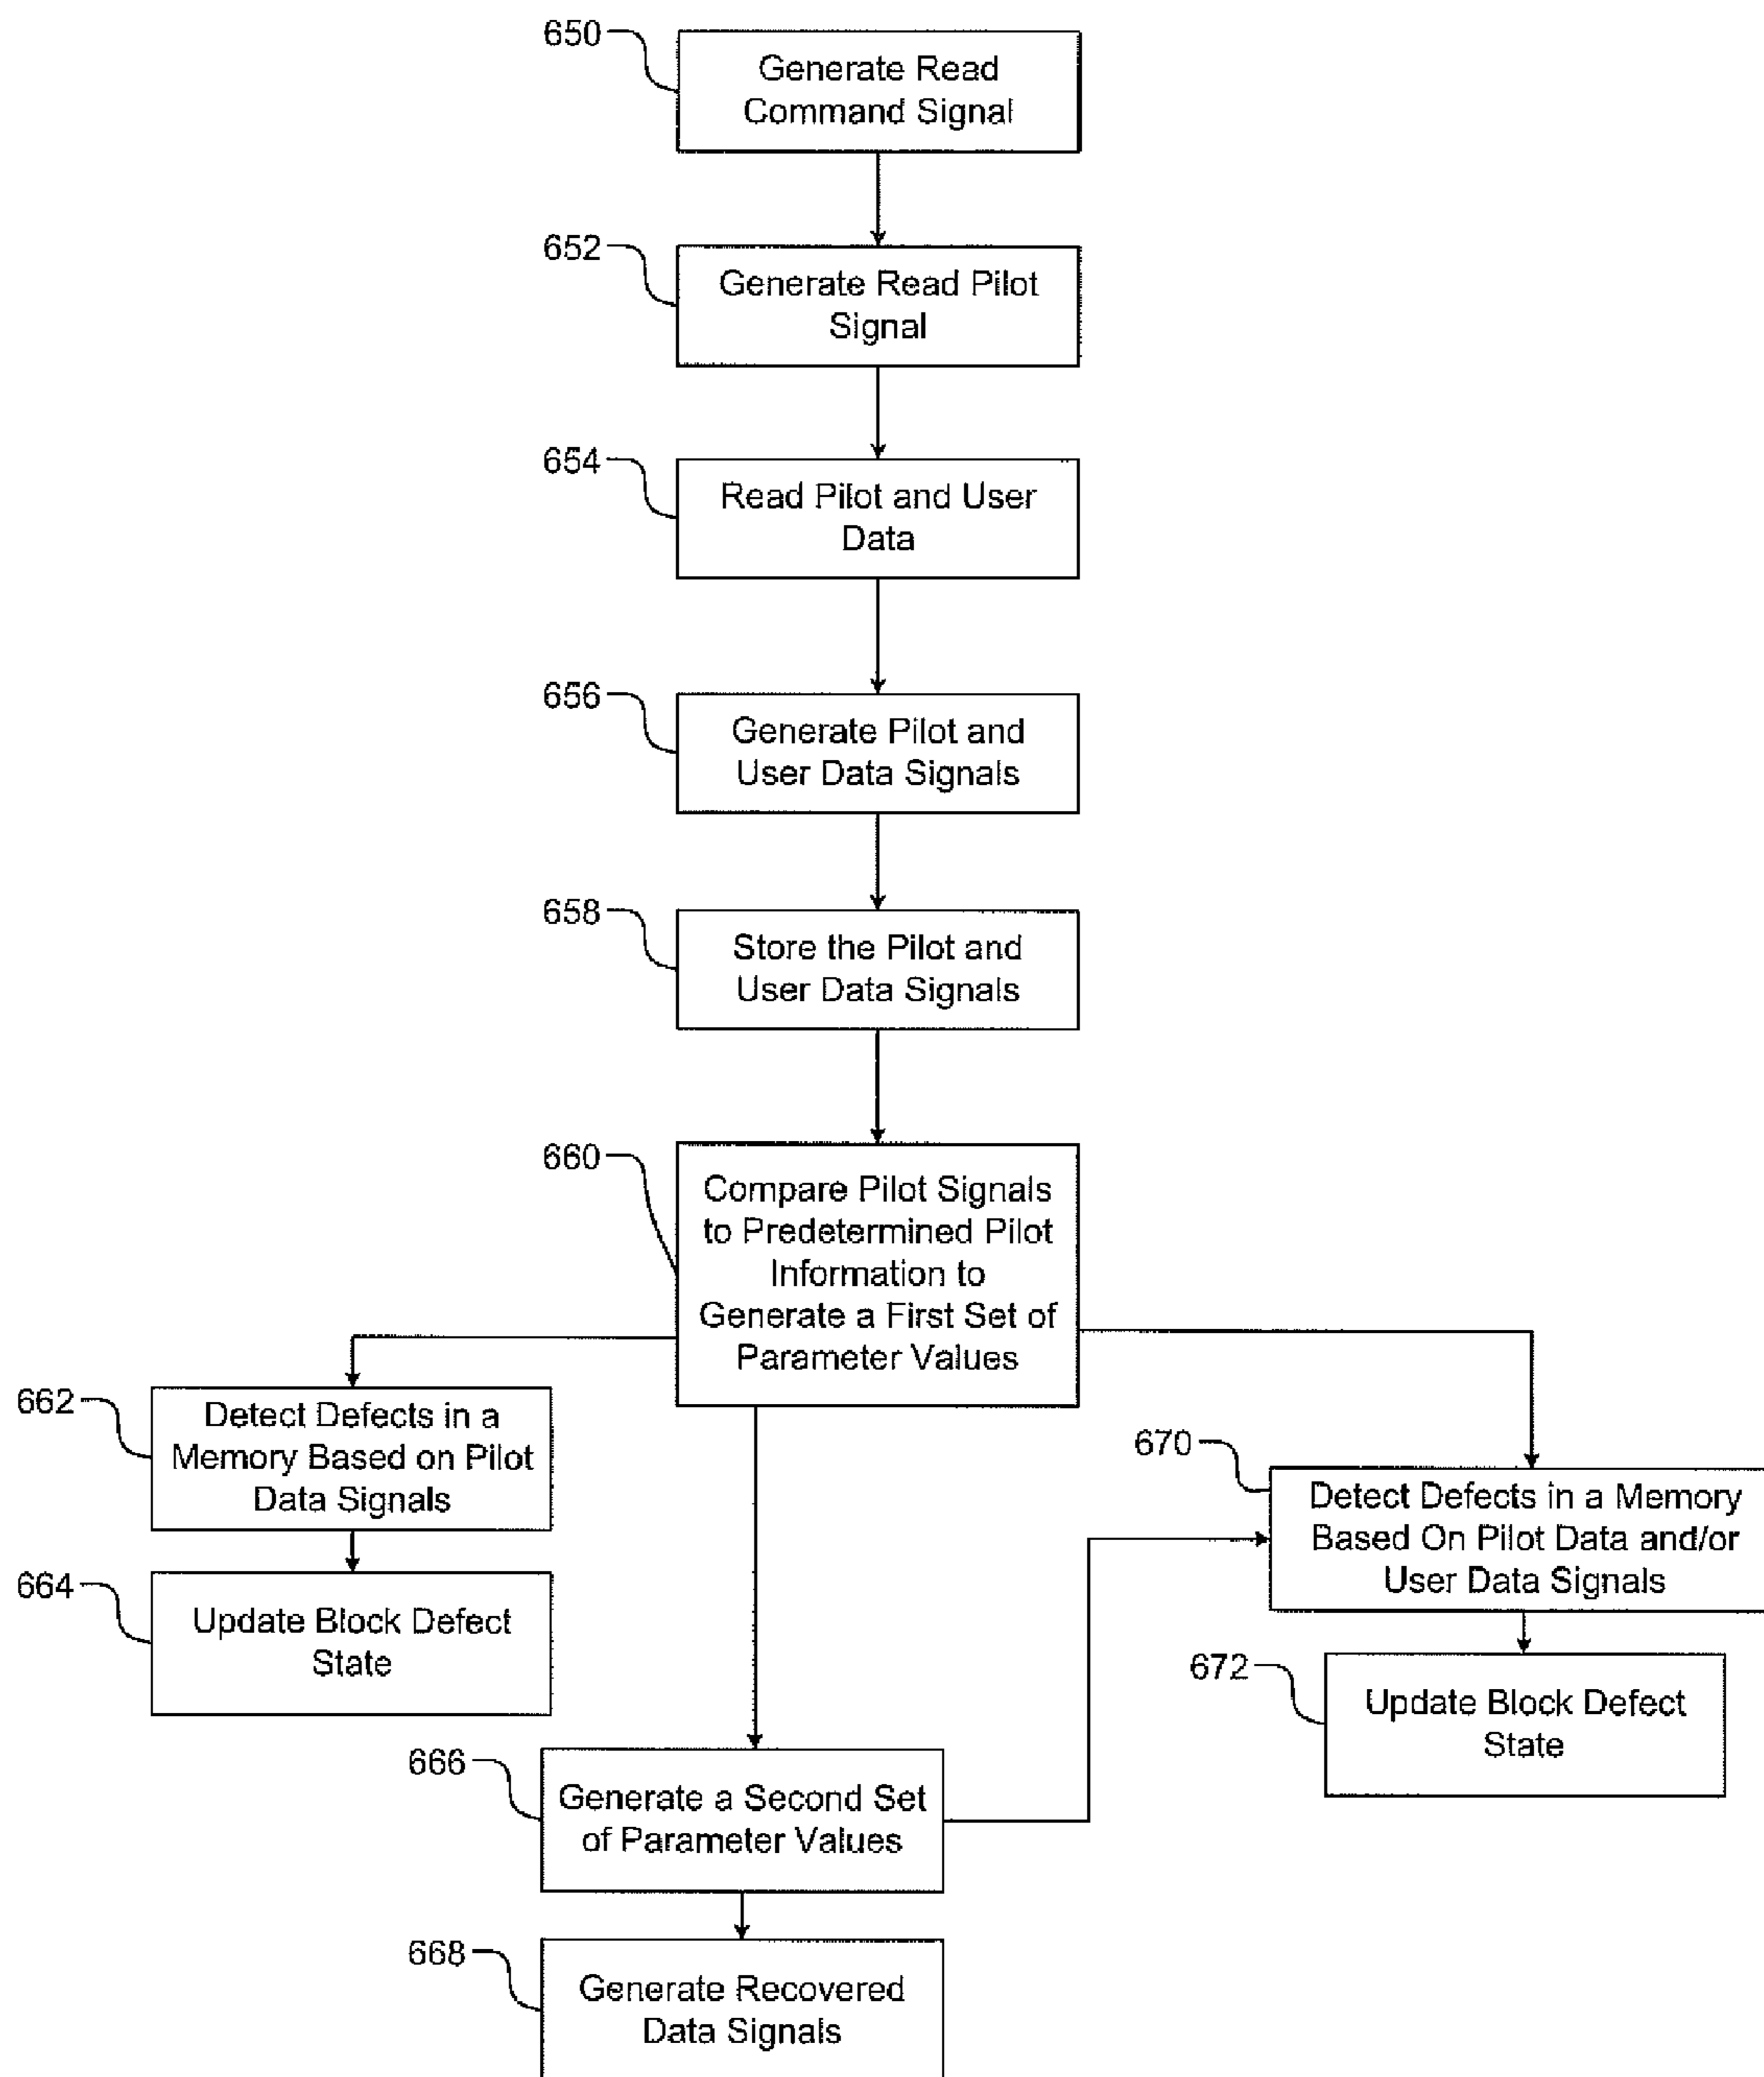 650
Generate Read
Command Signal
652
Generate Read Pilot
Signal
654
Read Pilot and User
Data
656
Generate Pilot and
User Data Signals
658
Store the Pilot and
User Data Signals
660
Compare Pilot Signals
to Predetermined Pilot
Information to
Generate a First Set of
Parameter Values
662
Detect Defects in a
Memory Based on Pilot
Data Signals
664
Update Block Defect
State
670
Detect Defects in a Memory
Based On Pilot Data and/or
User Data Signals
672
Update Block Defect
State
666
Generate a Second Set
of Parameter Values
668
Generate Recovered
Data Signals